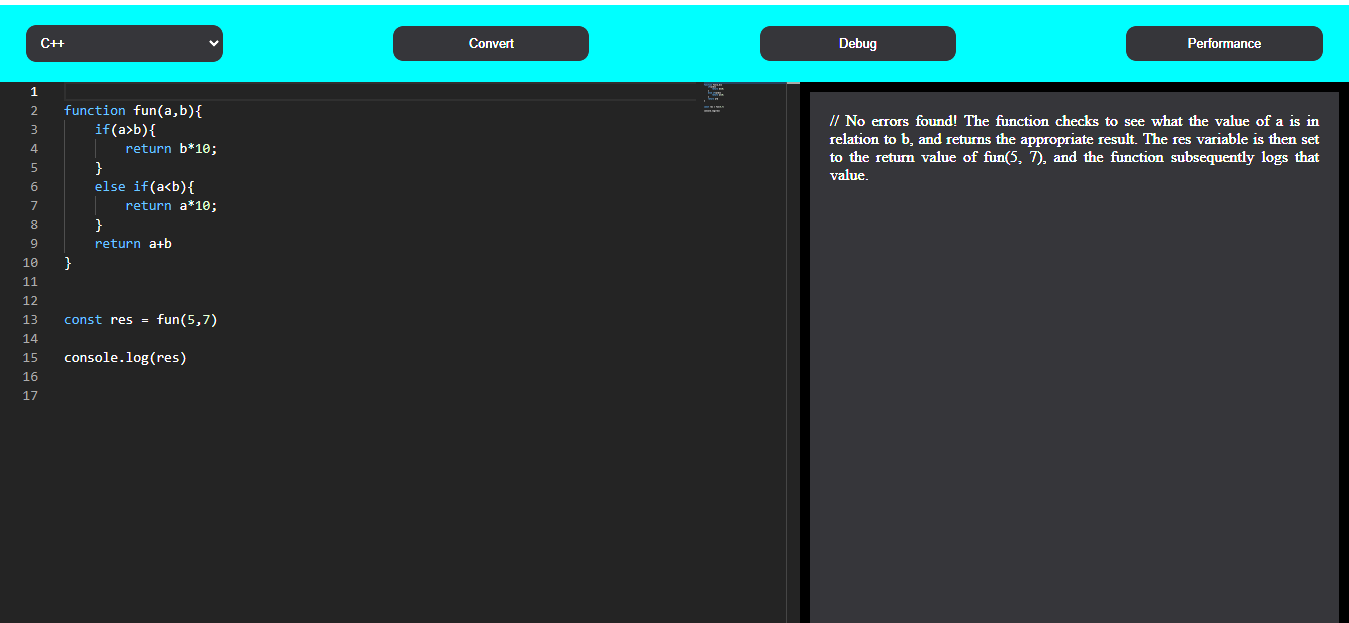 C++ Convert Debug Performance
1
2 function fun(a,b){
3 if(a>b){
4 return b*10;
5 }
6 else if(a<b){
7 return a*10;
8 }
9 return a+b
10 }
11
12
13 const res = fun(5,7)
14
15 console.log(res)
16
17
// No errors found! The function checks to see what the value of a is in
relation to b, and returns the appropriate result. The res variable is then set
to the return value of fun(5, 7), and the function subsequently logs that
value.